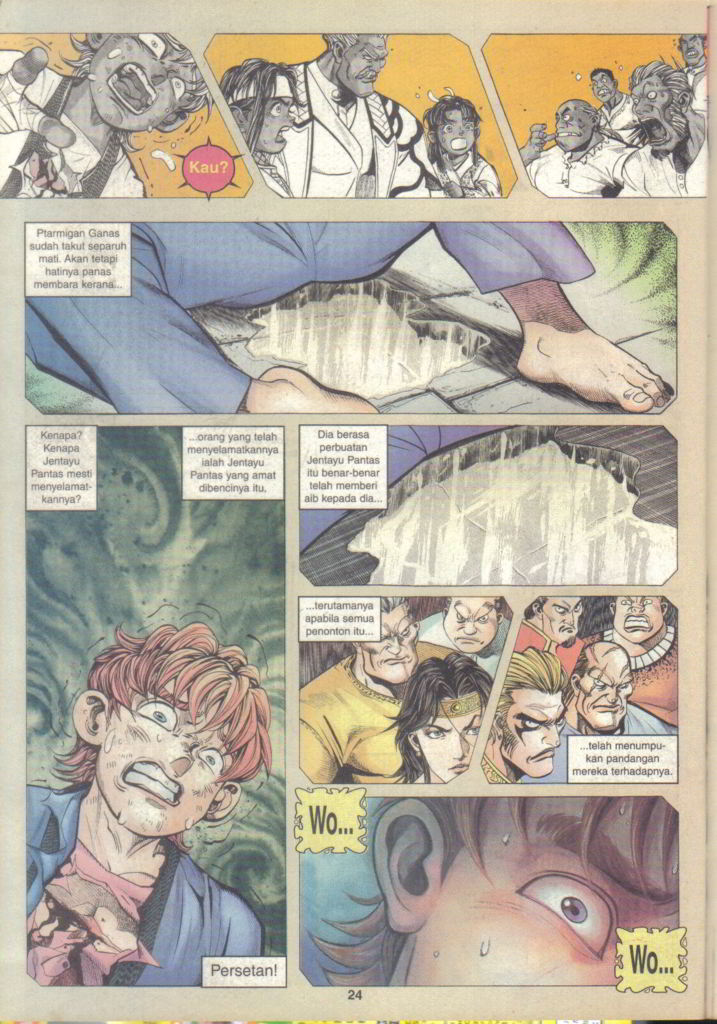 Kau?
Ptarmigan Ganas
sudah takut separuh
mati. Akan tetapi
hatinya panas
membara kerana...
...orang yang telah
menyelamatkannya
ialah Jentayu
Pantas yang amat
dibencinya itu.
Kenapa?
Kenapa
Jentayu
Pantas mesti
menyelamat-
kannya?
Persetan!
Dia berasa
perbuatan
Jentayu Pantas
itu benar-benar
telah memberi
aib kepada dia...
...terutamanya
apabila semua
penonton itu...
...telah menumpu-
kan pandangan
mereka terhadapnya.
Wo...
Wo...
24